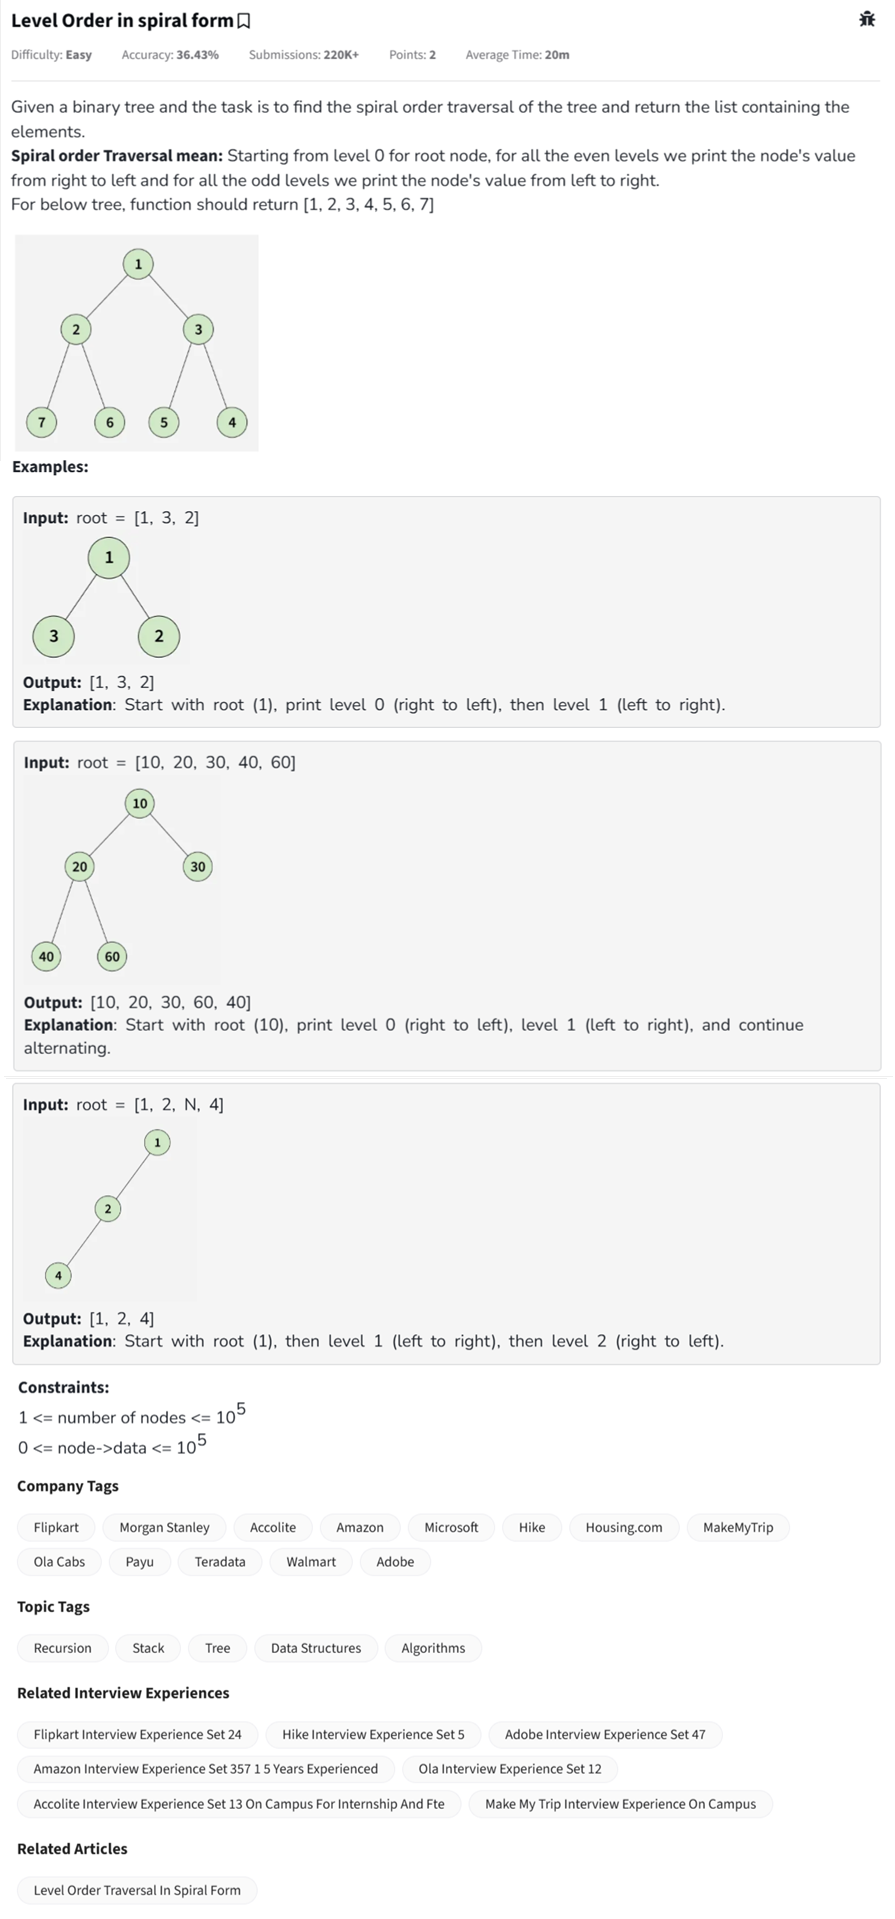 Level Order in spiral form
Difficulty: Easy Accuracy: 36.43% Submissions: 220K+ Points: 2 Average Time: 20m
Given a binary tree and the task is to find the spiral order traversal of the tree and return the list containing the
elements.
Spiral order Traversal mean: Starting from level 0 for root node, for all the even levels we print the node's value
from right to left and for all the odd levels we print the node's value from left to right.
For below tree, function should return [1, 2, 3, 4, 5, 6, 7]
1
2 3
7 6 5 4
Examples:
Input: root = [1, 3, 2]
1
3 2
Output: [1, 3, 2]
Explanation: Start with root (1), print level 0 (right to left), then level 1 (left to right).
Input: root = [10, 20, 30, 40, 60]
10
20 30
40 60
Output: [10, 20, 30, 60, 40]
Explanation: Start with root (10), print level 0 (right to left), level 1 (left to right), and continue
alternating.
Input: root = [1, 2, N, 4]
1
2
4
Output: [1, 2, 4]
Explanation: Start with root (1), then level 1 (left to right), then level 2 (right to left).
Constraints:
1 <= number of nodes <= 10^5
0 <= node->data <= 10^5
Company Tags
Flipkart Morgan Stanley Accolite Amazon Microsoft Hike Housing.com MakeMyTrip
Ola Cabs Payu Teradata Walmart Adobe
Topic Tags
Recursion Stack Tree Data Structures Algorithms
Related Interview Experiences
Flipkart Interview Experience Set 24 Hike Interview Experience Set 5 Adobe Interview Experience Set 47
Amazon Interview Experience Set 357 1 5 Years Experienced Ola Interview Experience Set 12
Accolite Interview Experience Set 13 On Campus For Internship And Fte Make My Trip Interview Experience On Campus
Related Articles
Level Order Traversal In Spiral Form